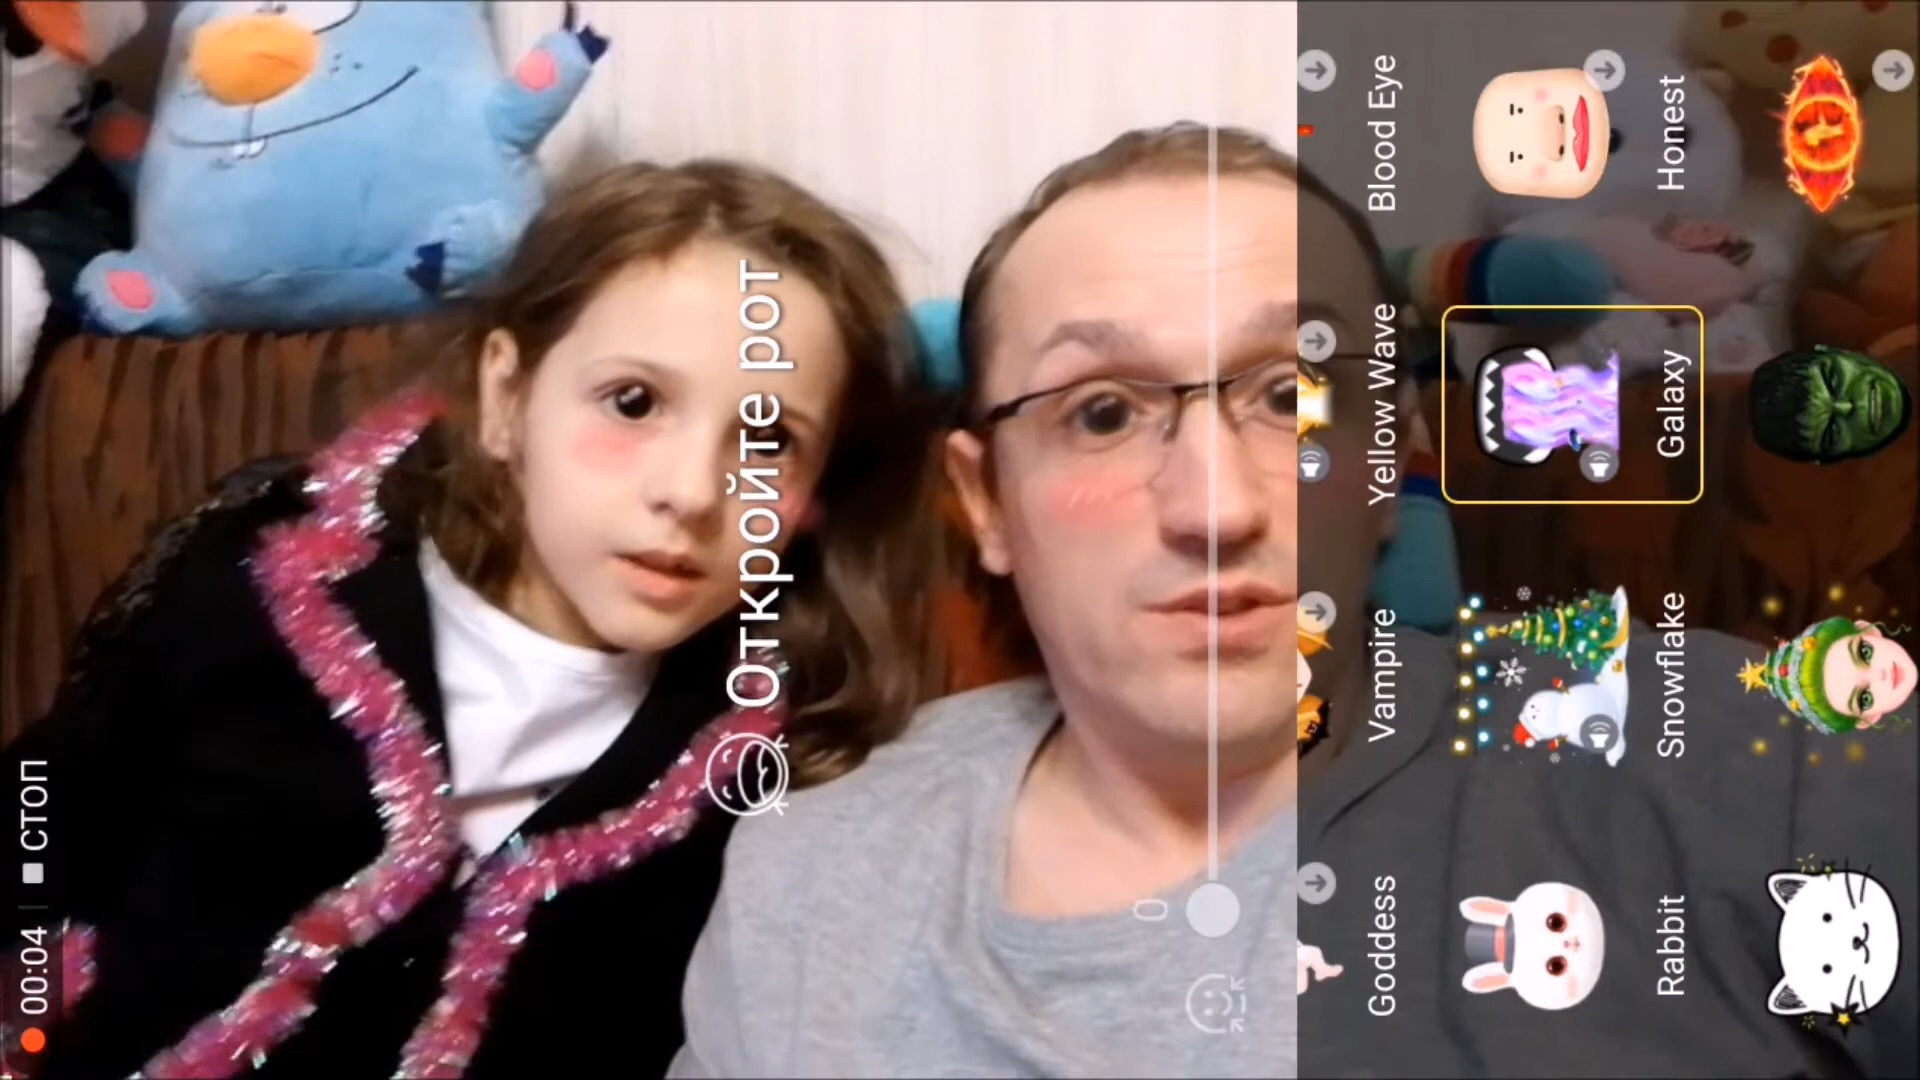 00:04 | СТОП
Откройте рот
0
Goddess
Vampire
Yellow Wave
Blood Eye
Rabbit
Snowflake
Galaxy
Honest